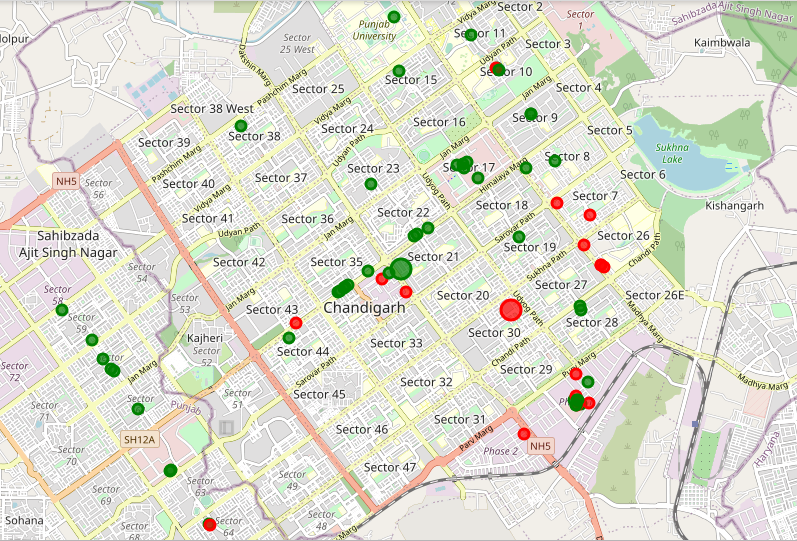 Sector 2
Sector 1
Sajjadpur Ajit Singh Nagar
Vidya Marg
Punjab
University
Sector 11
Sector 3
Kaimbwala
Sector
25 West
Dakshin Marg
Udyan Path
Sector 10
Sector 15
Pashchim Marg
Sector 25
Jan Marg
Sector 4
Sector 38 West
Vidya Marg
Sector 9
Sector 16
Sector 5
Sector 24
Sector 38
Sector 39
Udyan Path
Jan Marg
Sukhna
Lake
Pashchim Marg
Sector 8
Sector 17
Sector 23
Himalaya Marg
Sector 6
NH5
Sector
56
Sector 40
Sector 37
Udyog Path
Sector 7
Vidya Marg
Sector 18
Kishangarh
Sector 41
Sector 36
Sector 22
Udyan Path
Jan Marg
Sarovar Path
Sector 26
Sahibzada
Ajit Singh Nagar
Sector 19
Chandi Path
Sector 42
Sector 35
Sector 21
Sukhna Path
Sector
54
Sector 27
Sector
58
Jan Marg
Sector
53
Sector 20
Sector 26E
Chandigarh
Udyog Path
Sector 43
Sector 28
Madhya Marg
Sector 30
Sector
59
Kajheri
Sector
52
Sector 44
Sector 33
Chandi Path
Sarovar Path
Purv Marg
Sector
72
Jan Marg
Sector 29
Sector 32
Madhya Marg
Sector 45
Sector
51
Sector
71
Punjab
Sector 31
Sector 46
SH12A
Purv Marg
NH5
Phase 2
Haryana
Sector
70
Sector 47
Sector
49
Sector
63
Sector
69
Sohana
Sector
68
Sector
64
Sector
48